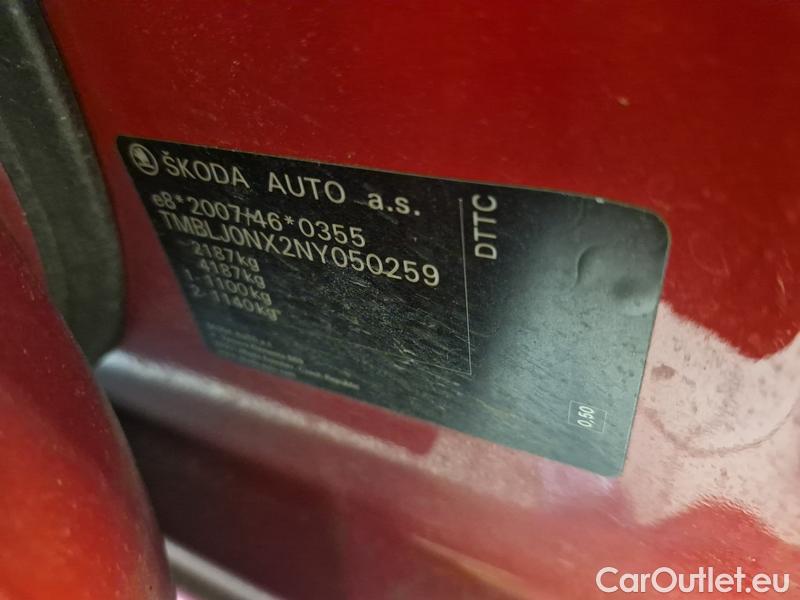 ŠKODA AUTO a.s.
e8*2007/46*0355
TMBLJ0NX2NY050259
2187kg
4187kg
1. 1100kg
2. 1140kg
DTTC
0,50
CarOutlet.eu